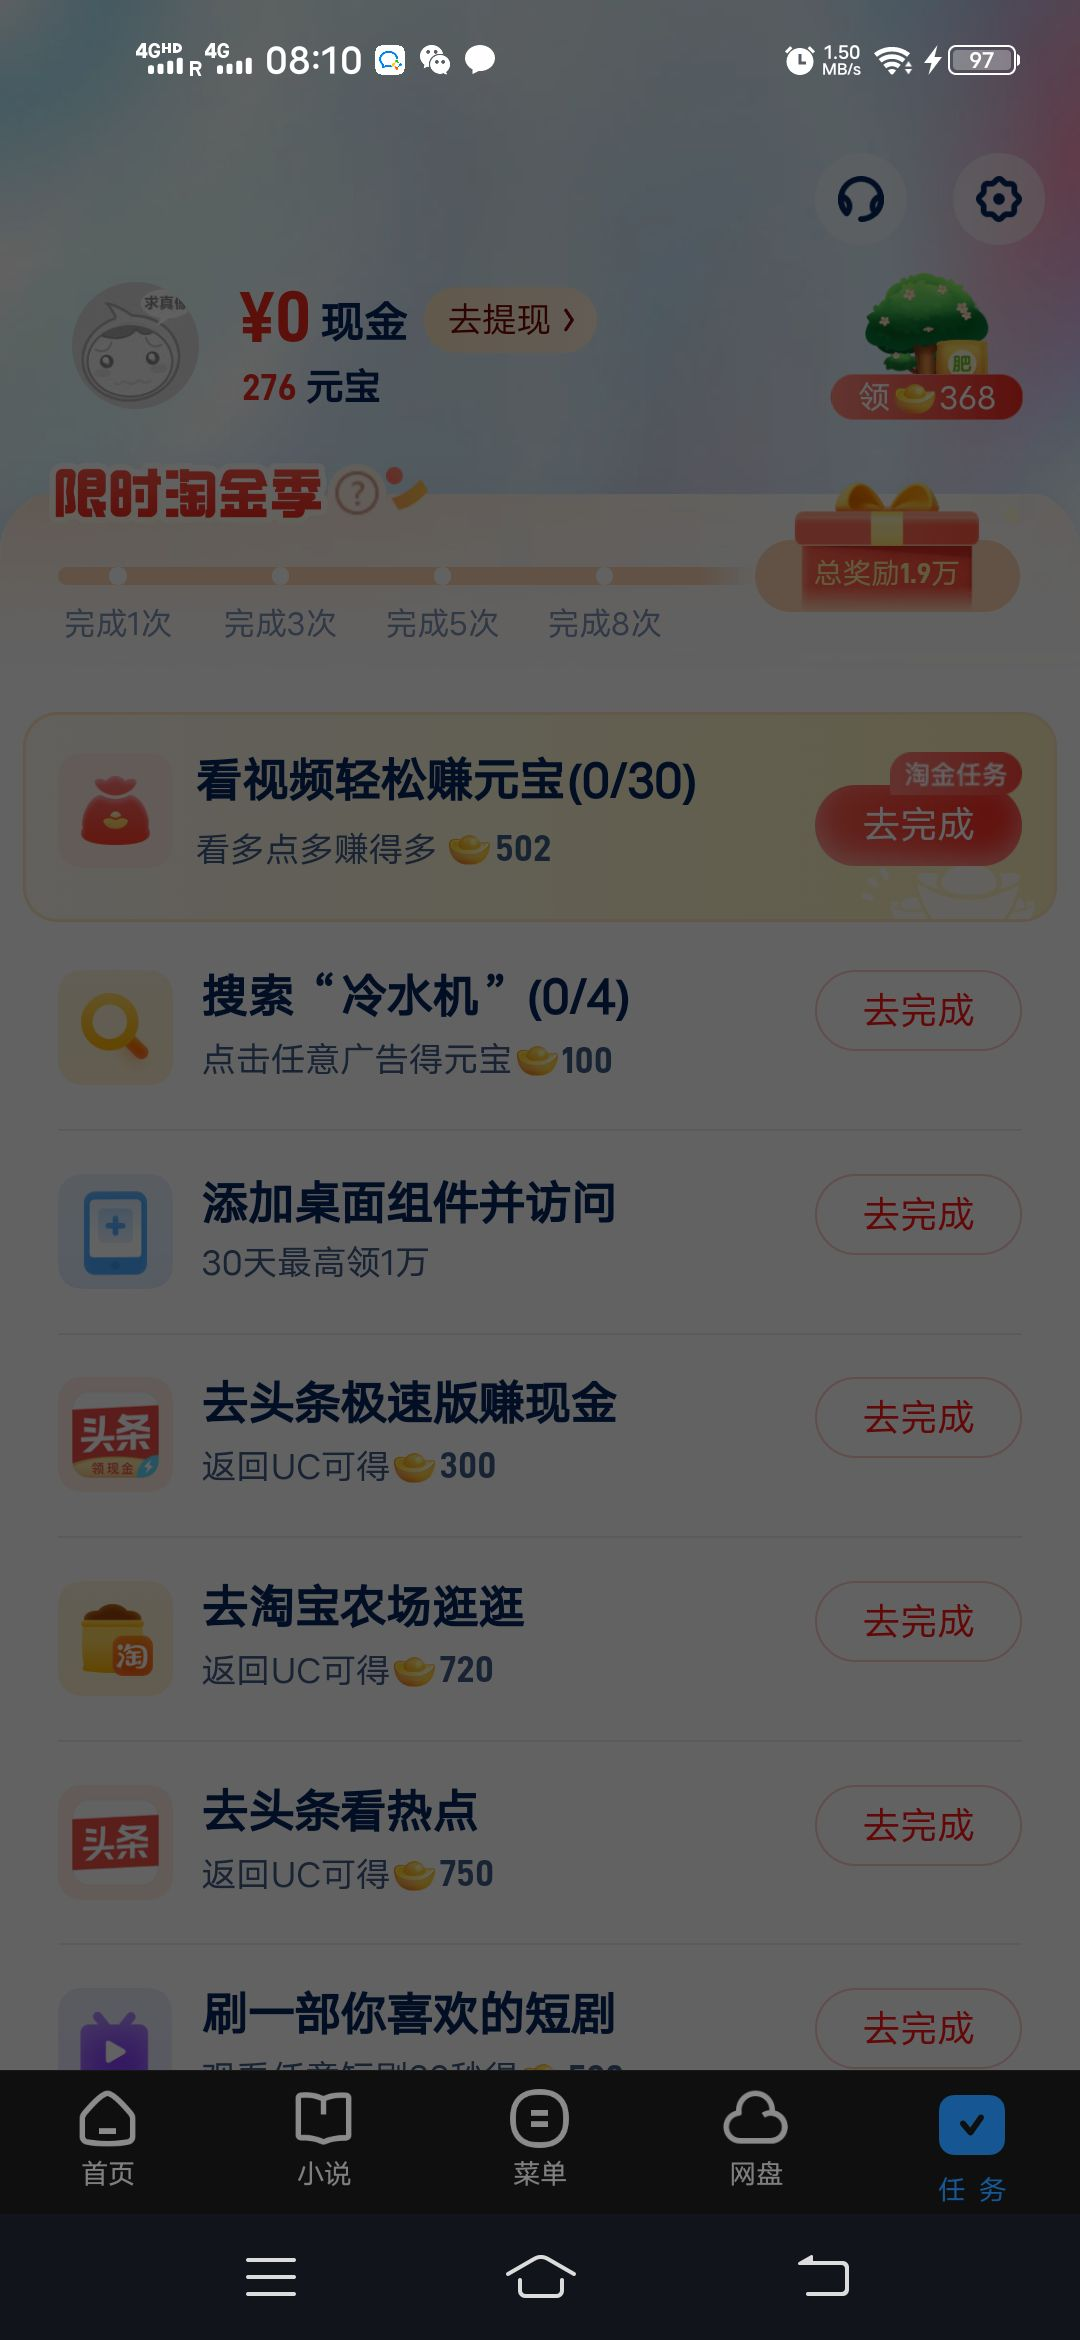 4GHD R 4G 08:10 1.50 MB/s 97
求真
¥0 现金 去提现 ›
276 元宝
肥
领 368
限时淘金季 ?
总奖励1.9万
完成1次 完成3次 完成5次 完成8次
看视频轻松赚元宝(0/30)
淘金任务
看多点多赚得多 502
去完成
搜索“冷水机”(0/4)
去完成
点击任意广告得元宝 100
添加桌面组件并访问
去完成
30天最高领1万
去头条极速版赚现金
头条
领现金
去完成
返回UC可得 300
去淘宝农场逛逛
淘
去完成
返回UC可得 720
去头条看热点
头条
去完成
返回UC可得 750
刷一部你喜欢的短剧
去完成
首页 小说 菜单 网盘 任务